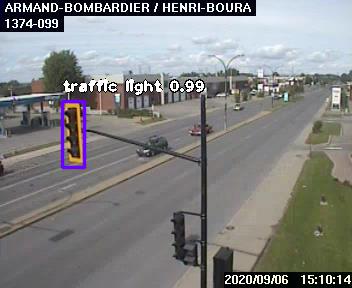 ARMAND-BOMBARDIER / HENRI-BOURA
1374-099
traffic light 0.99
2020/09/06 15:10:14